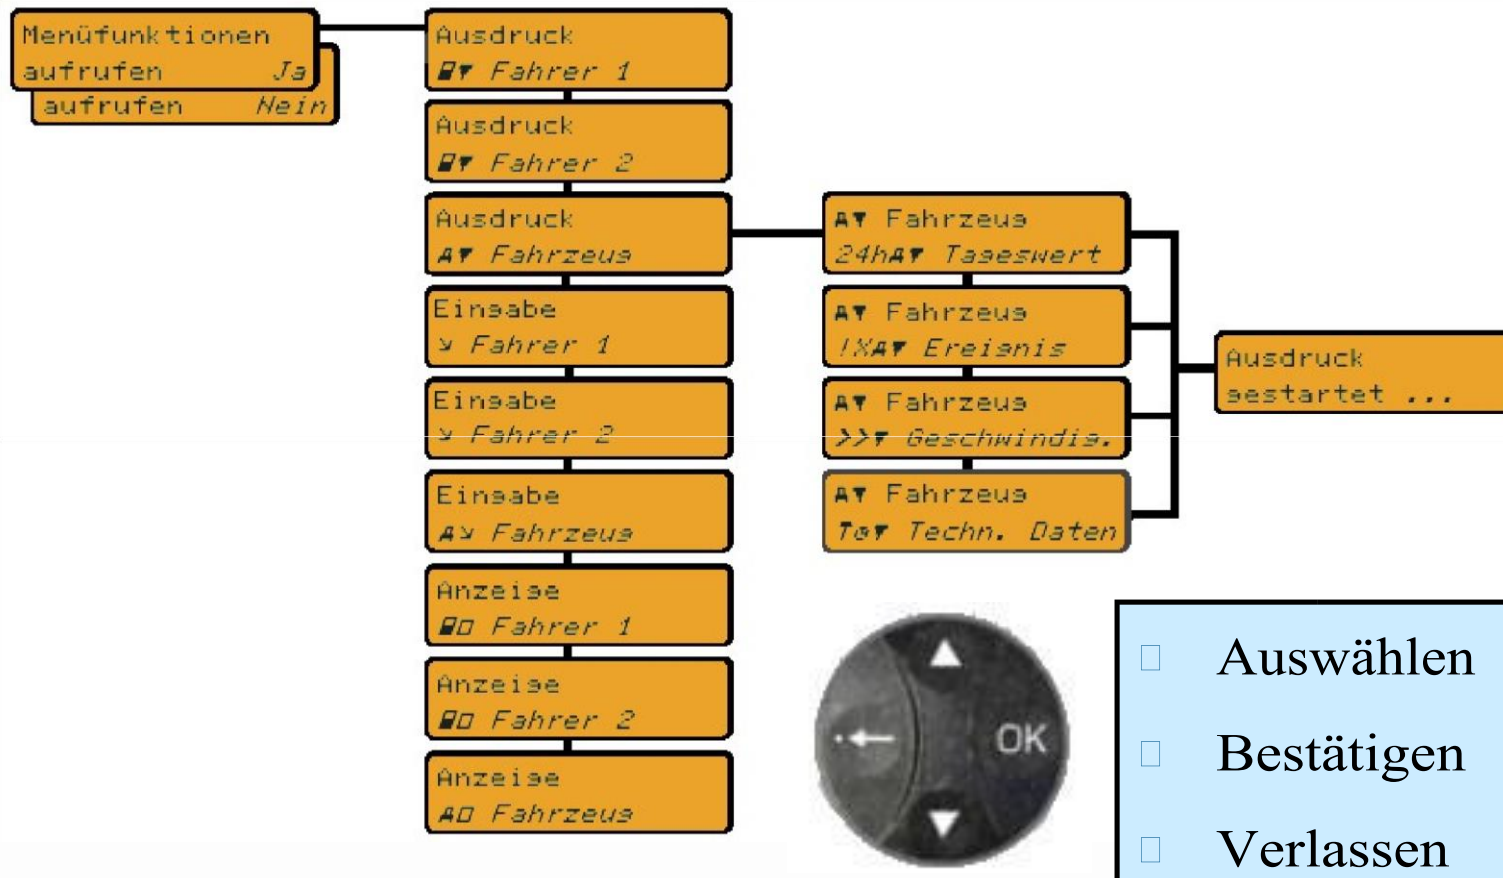 Menüfunktionen
aufrufen Ja
aufrufen Nein
Ausdruck
Fahrer 1
Ausdruck
Fahrer 2
Ausdruck
A▼ Fahrzeug
Eingabe
↘ Fahrer 1
Eingabe
↘ Fahrer 2
Eingabe
A↘ Fahrzeug
Anzeige
Fahrer 1
Anzeige
Fahrer 2
Anzeige
A□ Fahrzeug
A▼ Fahrzeug
24hA▼ Tageswert
A▼ Fahrzeug
!XA▼ Ereignis
A▼ Fahrzeug
>>▼ Geschwindig.
A▼ Fahrzeug
T⊙▼ Techn. Daten
Ausdruck
gestartet ...
OK
Auswählen
Bestätigen
Verlassen